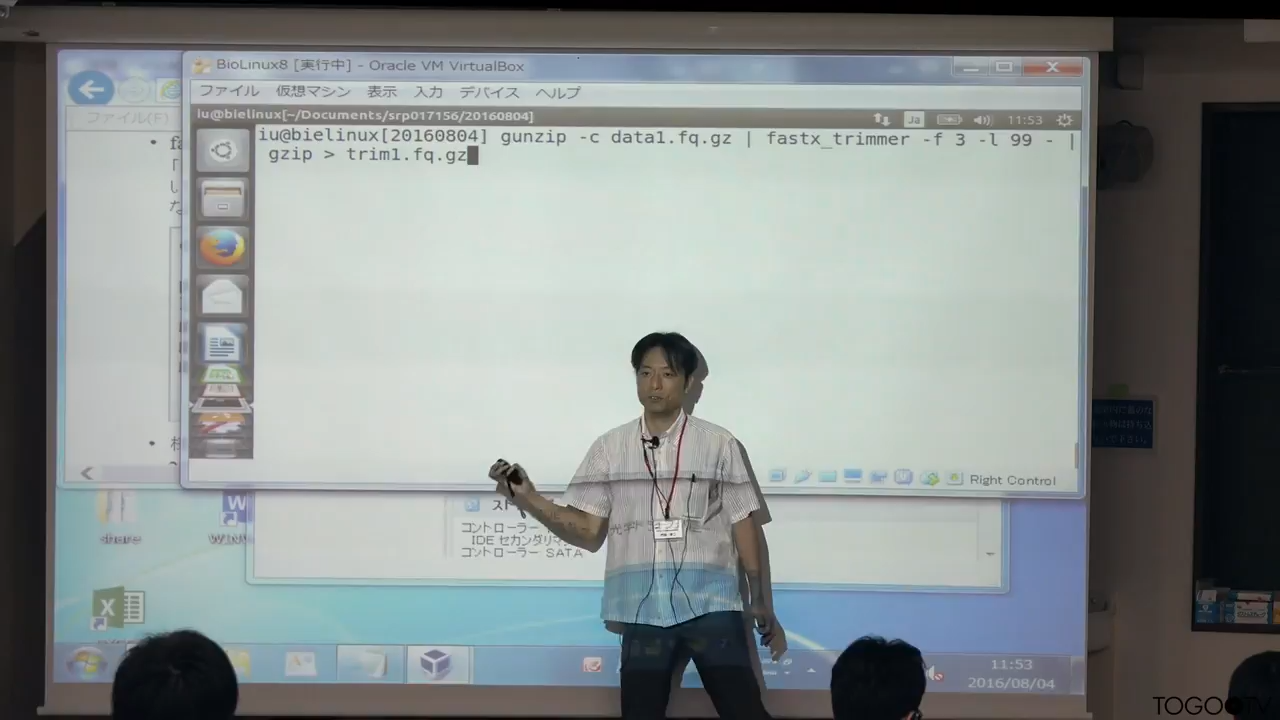 BioLinux8 [実行中] - Oracle VM VirtualBox
ファイル 仮想マシン 表示 入力 デバイス ヘルプ
ファイル(F)
iu@bielinux[~/Documents/srp017156/20160804]
Ja
11:53
iu@bielinux[20160804] gunzip -c data1.fq.gz | fastx_trimmer -f 3 -l 99 - |
gzip > trim1.fq.gz
Right Control
share
コントローラー
IDE セカンダリマ
コントローラー SATA
11:53
2016/08/04
TOGOTV